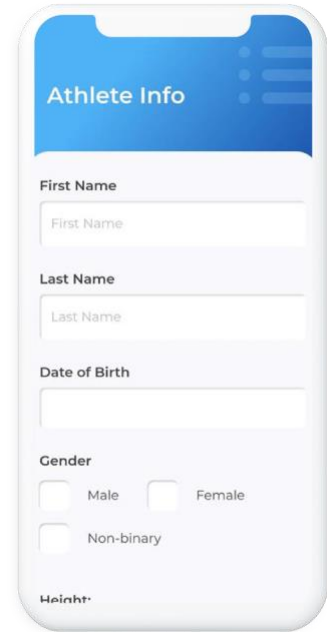 Athlete Info
First Name
First Name
Last Name
Last Name
Date of Birth
Gender
Male Female
Non-binary
Height: